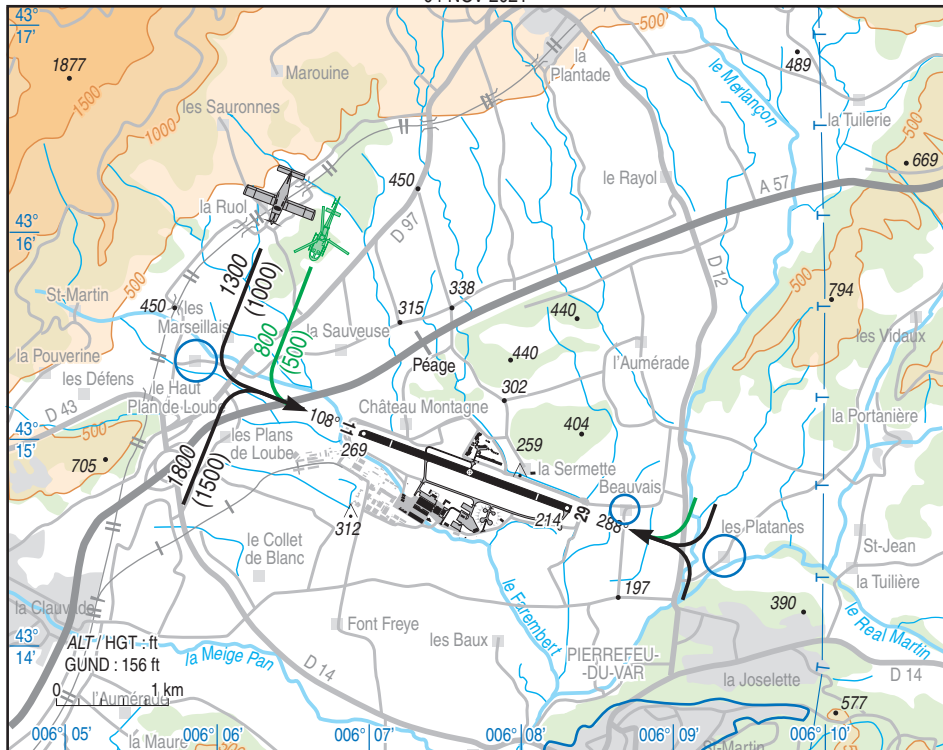 43°
17'
1877
1500
1000
500
Marouine
les Sauronnes
la Plantade
500'
489
le Merlançon
la Tuilerie
500
669
le Rayol
A 57
450
D 97
la Ruol
43°
16'
1300
(1000)
800
(500)
St-Martin
450
les Marseillais
315
338
la Sauveuse
440
D 12
500
794
les Vidaux
la Pouverine
les Défens
le Haut
Plan de Loube
Péage
440
l'Aumérade
302
D 43
la Portanière
43°
15'
500
705
108°
11
269
Château Montagne
404
les Plans
de Loube
259
la Sermette
1800
(1500)
Beauvais
214
29
288°
312
les Platanes
le Collet
de Blanc
St-Jean
la Tuilière
197
390
la Clauvade
43°
14'
ALT / HGT : ft
GUND : 156 ft
0 1 km
Font Freye
les Baux
le Farembert
le Real Martin
la Meige Pan
D 14
PIERREFEU-
-DU-VAR
la Joselette
D 14
577
l'Aumérade
la Maure
St-Martin
006° 05'
006° 06'
006° 07'
006° 08'
006° 09'
006° 10'